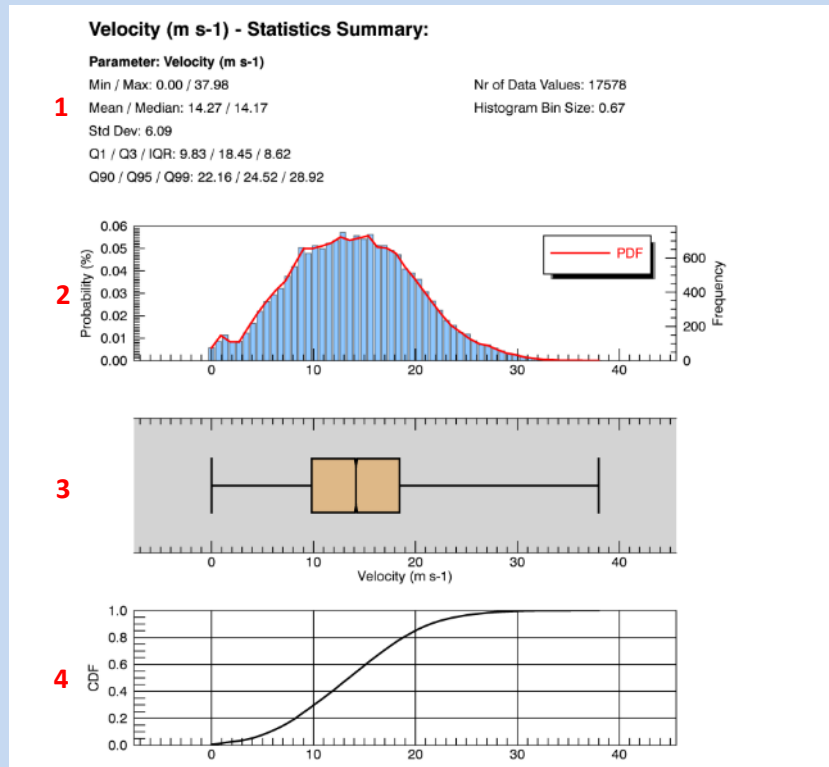 Velocity (m s-1) - Statistics Summary:
Parameter: Velocity (m s-1)
Min / Max: 0.00 / 37.98
Nr of Data Values: 17578
1
Mean / Median: 14.27 / 14.17
Histogram Bin Size: 0.67
Std Dev: 6.09
Q1 / Q3 / IQR: 9.83 / 18.45 / 8.62
Q90 / Q95 / Q99: 22.16 / 24.52 / 28.92
2
Probability (%)
0.06
0.05
0.04
0.03
0.02
0.01
0.00
PDF
600
400
200
0
Frequency
10
20
30
40
3
0
10
20
30
40
Velocity (m s-1)
4
CDF
1.0
0.8
0.6
0.4
0.2
0.0
0
10
20
30
40